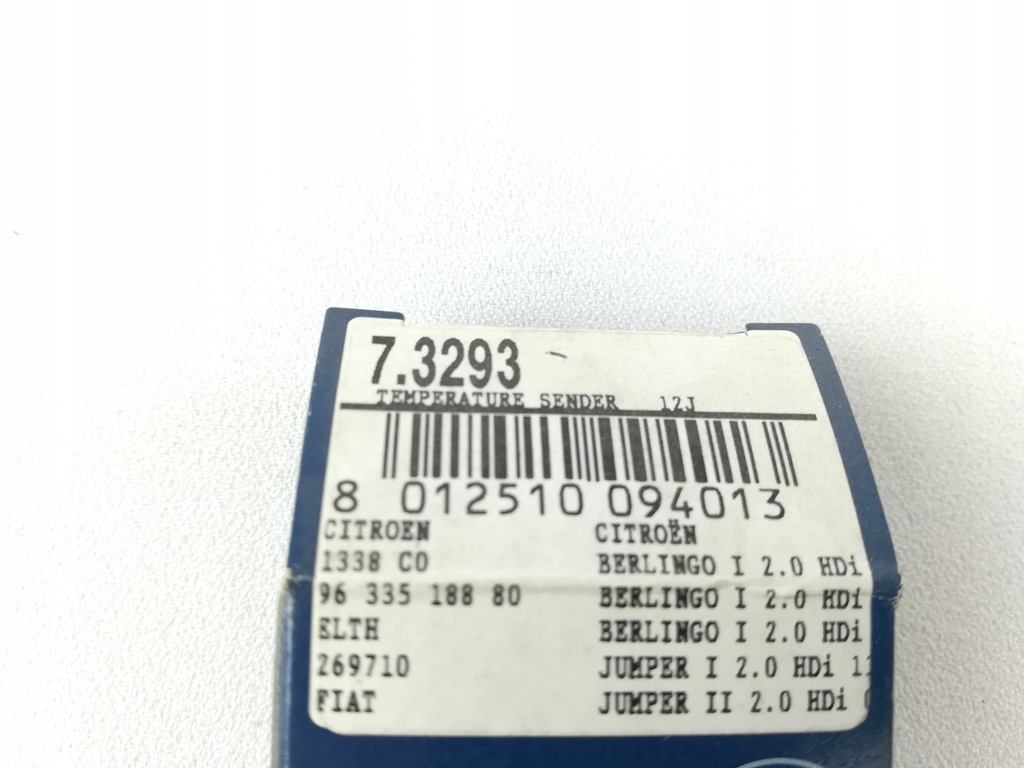 7.3293
TEMPERATURE SENDER 12J
8 012510 094013
CITROEN CITROËN
1338 C0 BERLINGO I 2.0 HDi
96 335 188 80 BERLINGO I 2.0 HDi
ELTH BERLINGO I 2.0 HDi
269710 JUMPER I 2.0 HDi
FIAT JUMPER II 2.0 HDi